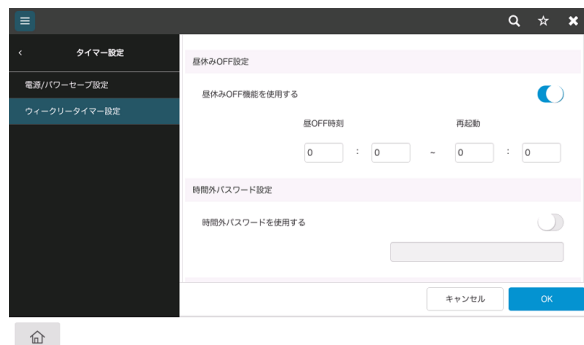 タイマー設定
電源/パワーセーブ設定
ウィークリータイマー設定
昼休みOFF設定
昼休みOFF機能を使用する
昼OFF時刻 再起動
0 : 0 – 0 : 0
時間外パスワード設定
時間外パスワードを使用する
キャンセル OK